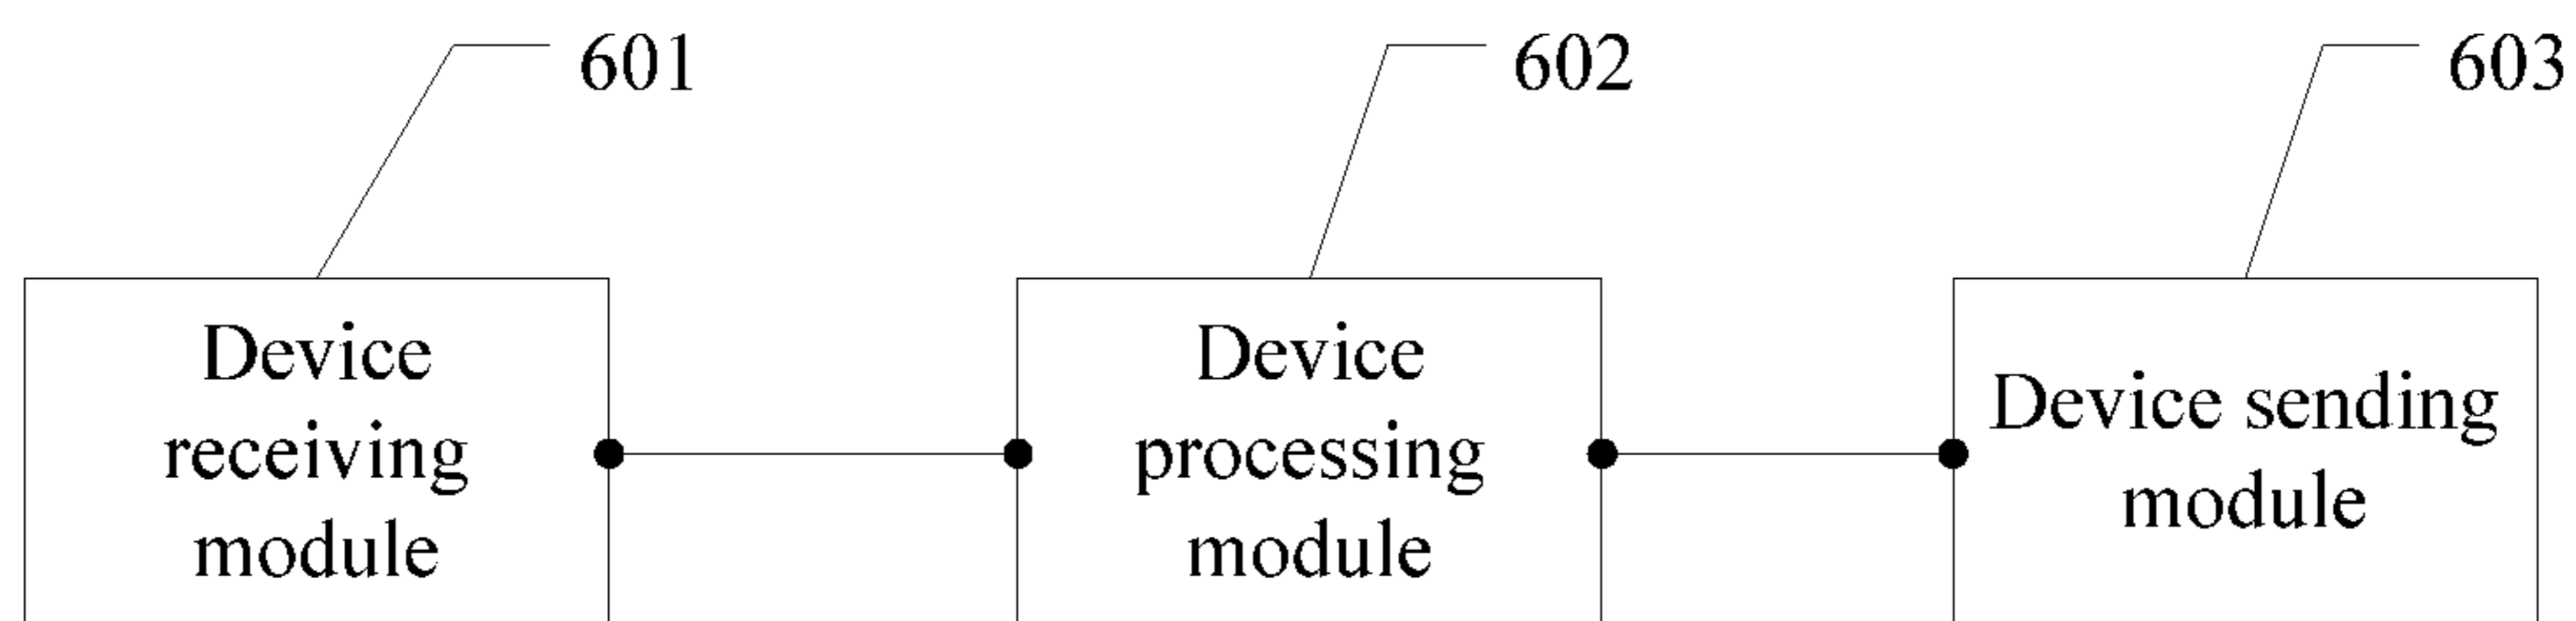 601
602
603
Device
receiving
module
Device
processing
module
Device sending
module